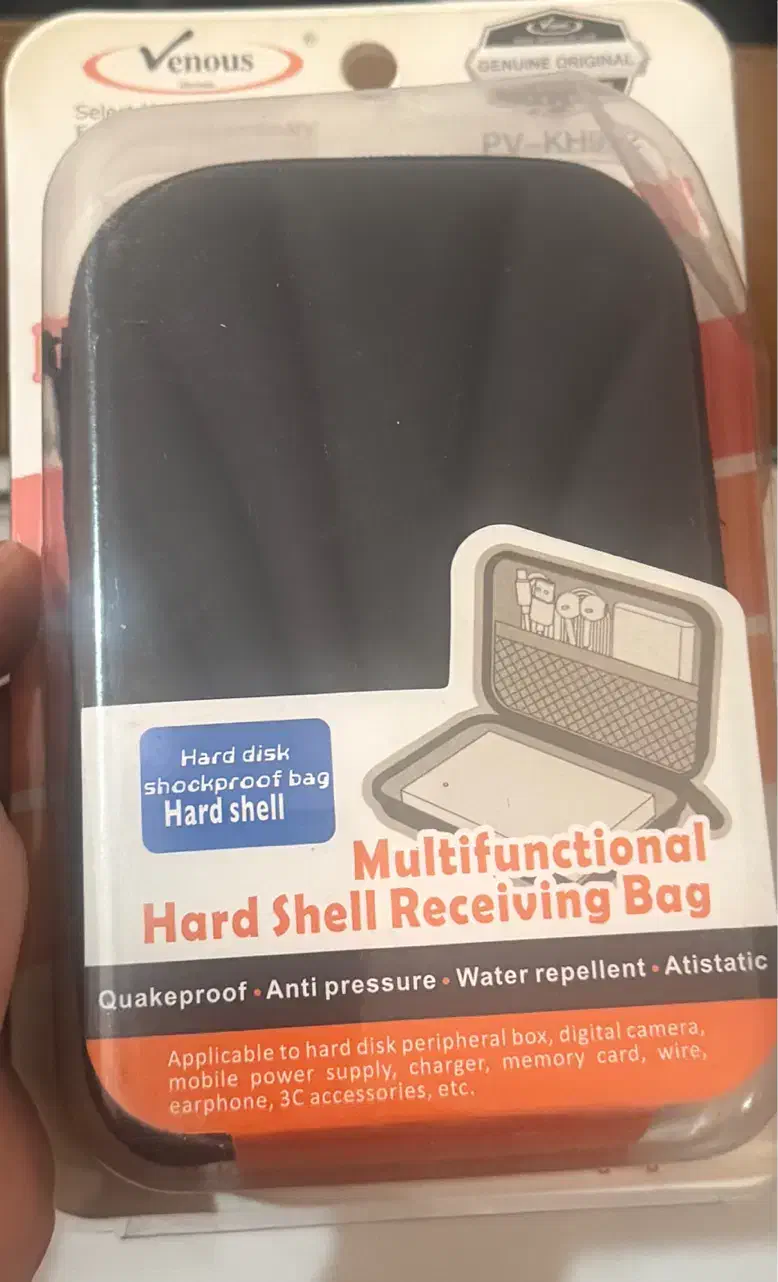 Venous
GENUINE ORIGINAL
Hard disk
shockproof bag
Hard shell
Multifunctional
Hard Shell Receiving Bag
Quakeproof • Anti pressure • Water repellent • Atistatic
Applicable to hard disk peripheral box, digital camera,
mobile power supply, charger, memory card, wire,
earphone, 3C accessories, etc.